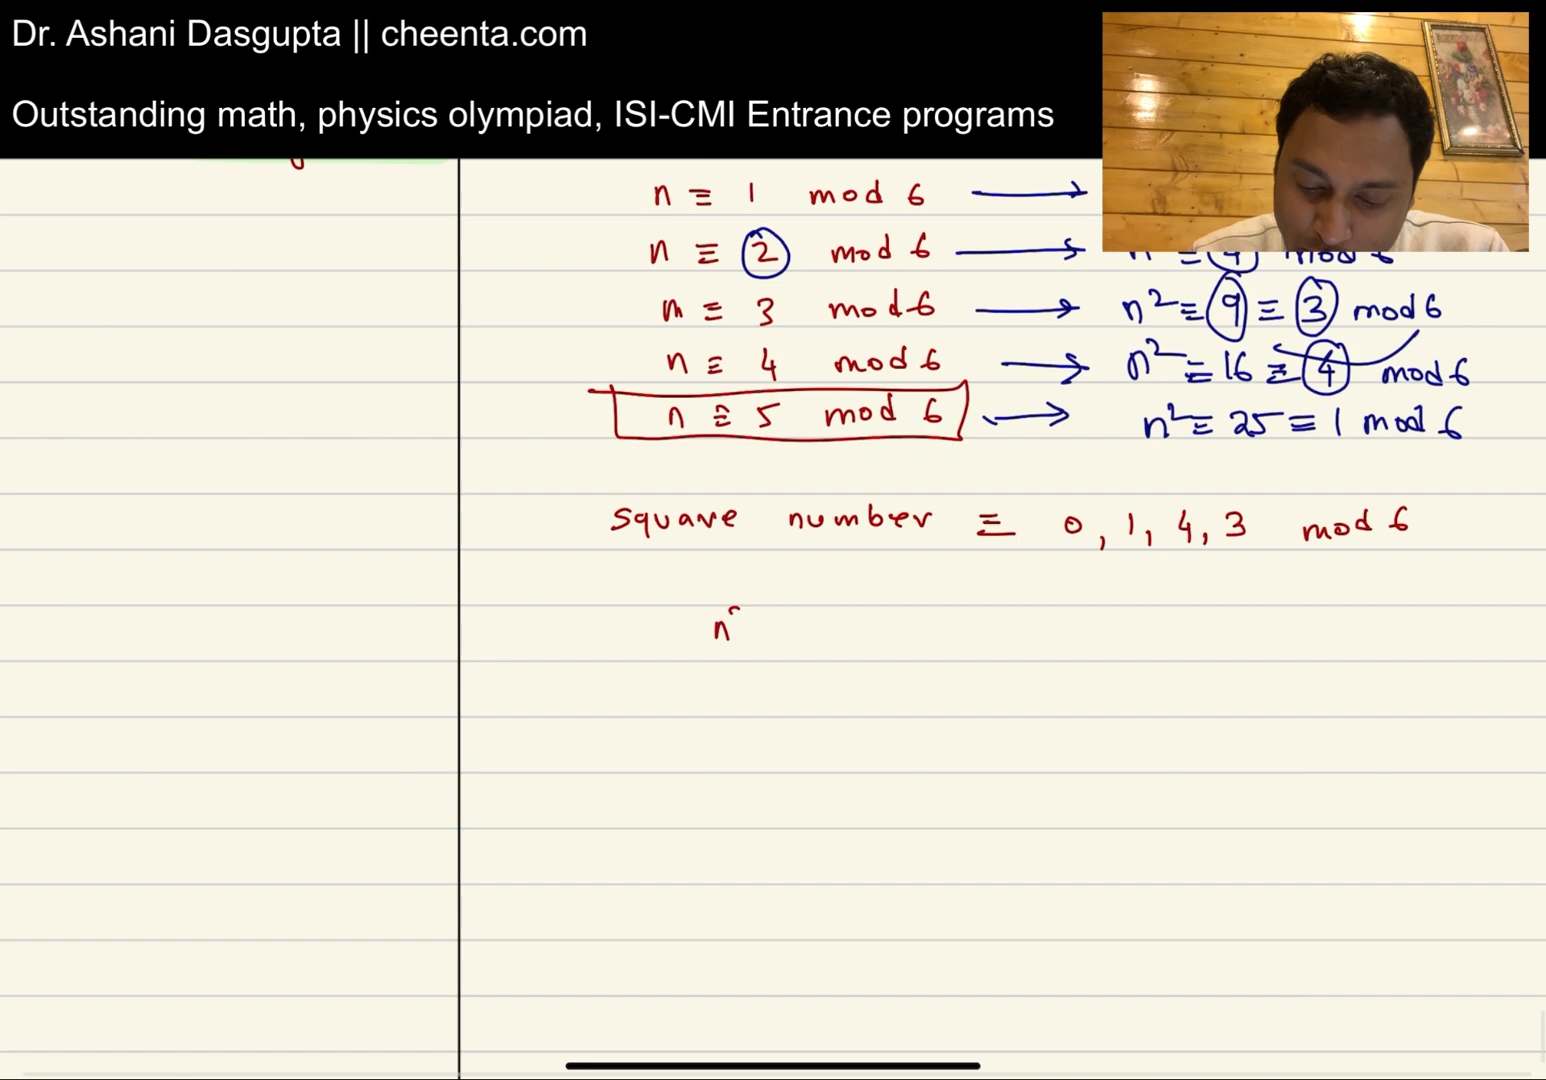 Dr. Ashani Dasgupta || cheenta.com
Outstanding math, physics olympiad, ISI-CMI Entrance programs
n ≡ 1 mod 6 →
n ≡ 2 mod 6 →
n ≡ 3 mod 6 → n² ≡ 9 ≡ 3 mod 6
n ≡ 4 mod 6 → n² ≡ 16 ≡ 4 mod 6
n ≡ 5 mod 6 → n² ≡ 25 ≡ 1 mod 6
square number ≡ 0, 1, 4, 3 mod 6
n